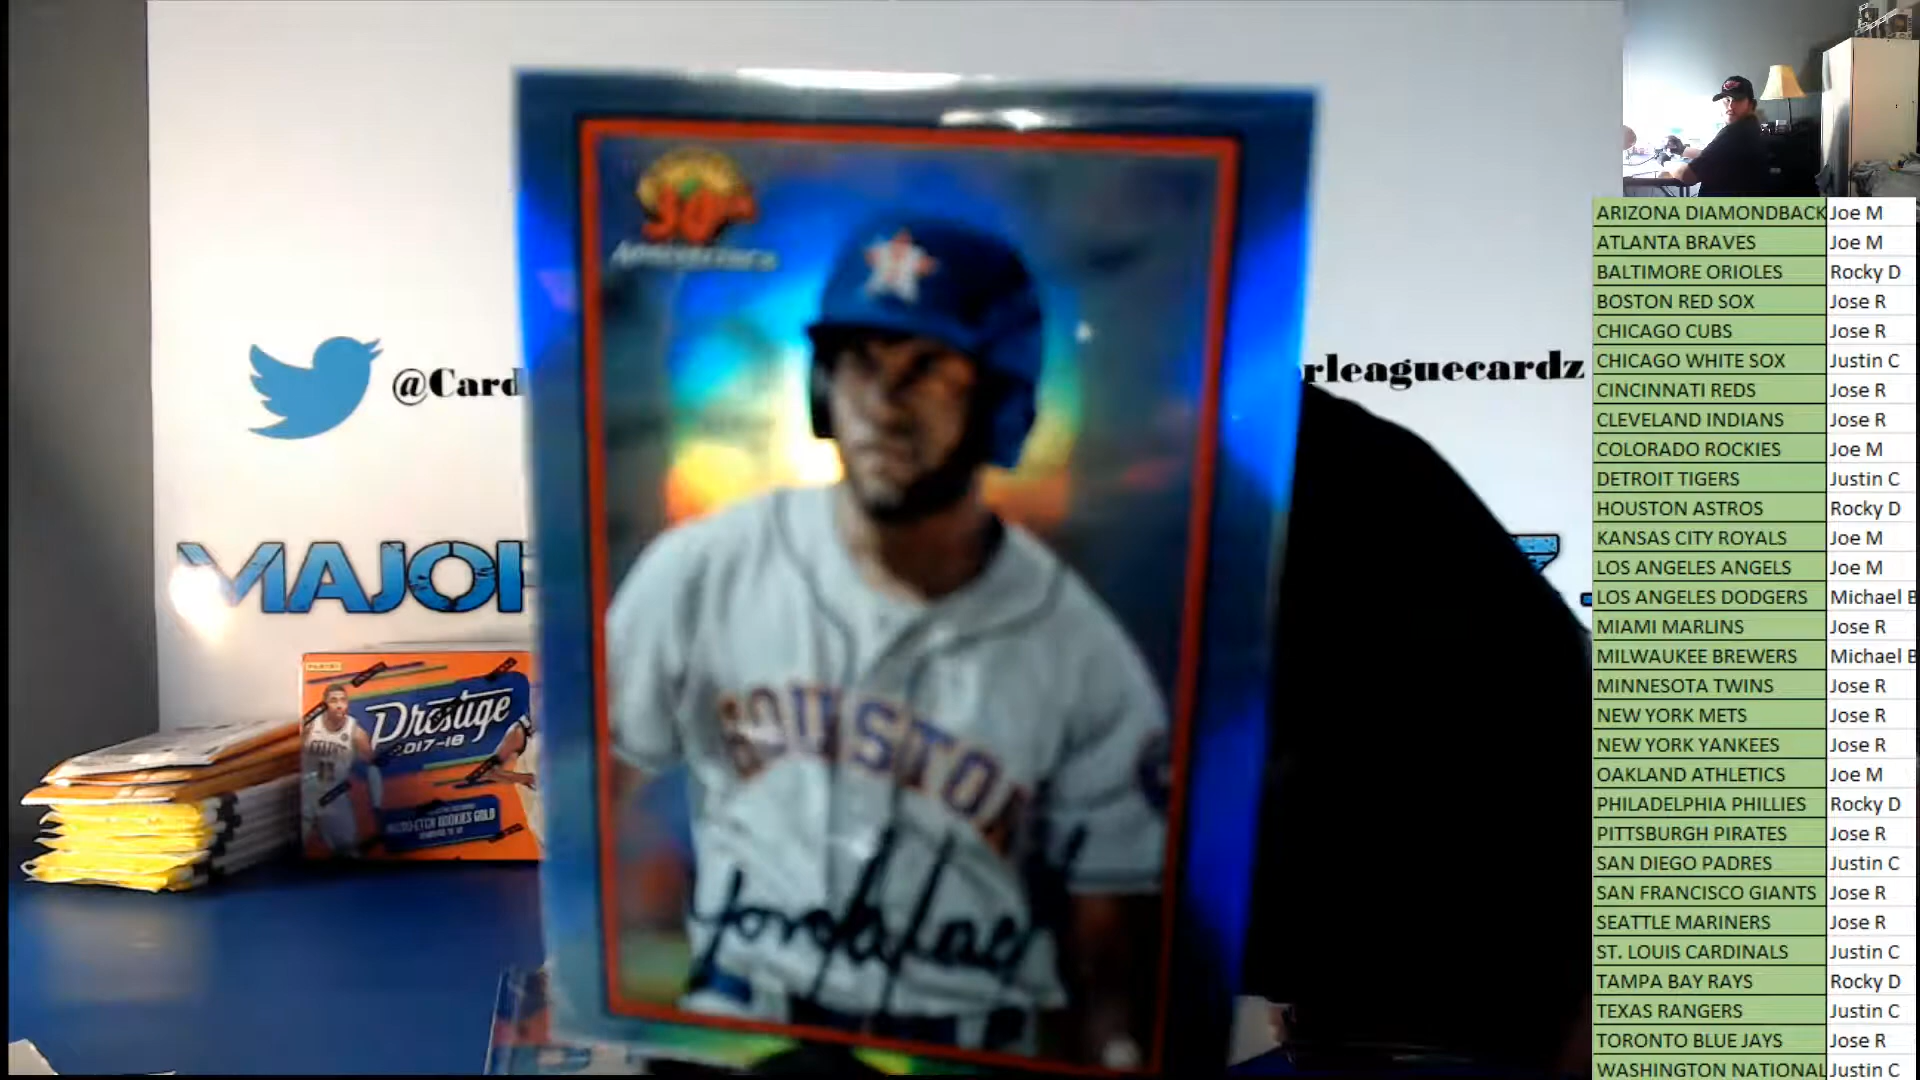 30th
Anniversary
@Card
rleaguecardz
MAJOR
PANINI
Prestige
2017-18
CELTICS
HOUSTON
ARIZONA DIAMONDBACK Joe M
ATLANTA BRAVES Joe M
BALTIMORE ORIOLES Rocky D
BOSTON RED SOX Jose R
CHICAGO CUBS Jose R
CHICAGO WHITE SOX Justin C
CINCINNATI REDS Jose R
CLEVELAND INDIANS Jose R
COLORADO ROCKIES Joe M
DETROIT TIGERS Justin C
HOUSTON ASTROS Rocky D
KANSAS CITY ROYALS Joe M
LOS ANGELES ANGELS Joe M
LOS ANGELES DODGERS Michael B
MIAMI MARLINS Jose R
MILWAUKEE BREWERS Michael B
MINNESOTA TWINS Jose R
NEW YORK METS Jose R
NEW YORK YANKEES Jose R
OAKLAND ATHLETICS Joe M
PHILADELPHIA PHILLIES Rocky D
PITTSBURGH PIRATES Jose R
SAN DIEGO PADRES Justin C
SAN FRANCISCO GIANTS Jose R
SEATTLE MARINERS Jose R
ST. LOUIS CARDINALS Justin C
TAMPA BAY RAYS Rocky D
TEXAS RANGERS Justin C
TORONTO BLUE JAYS Jose R
WASHINGTON NATIONAL Justin C